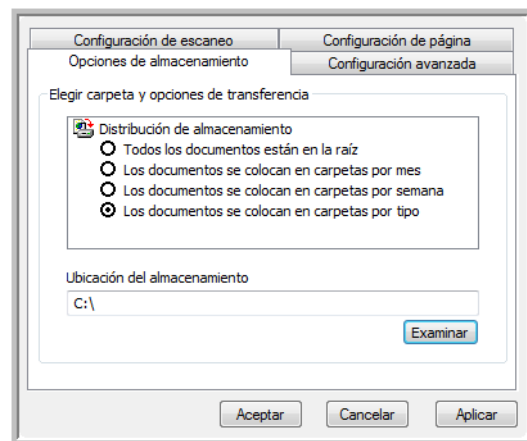 Configuración de escaneo
Configuración de página
Opciones de almacenamiento
Configuración avanzada
Elegir carpeta y opciones de transferencia
Distribución de almacenamiento
Todos los documentos están en la raíz
Los documentos se colocan en carpetas por mes
Los documentos se colocan en carpetas por semana
Los documentos se colocan en carpetas por tipo
Ubicación del almacenamiento
C:\
Examinar
Aceptar
Cancelar
Aplicar